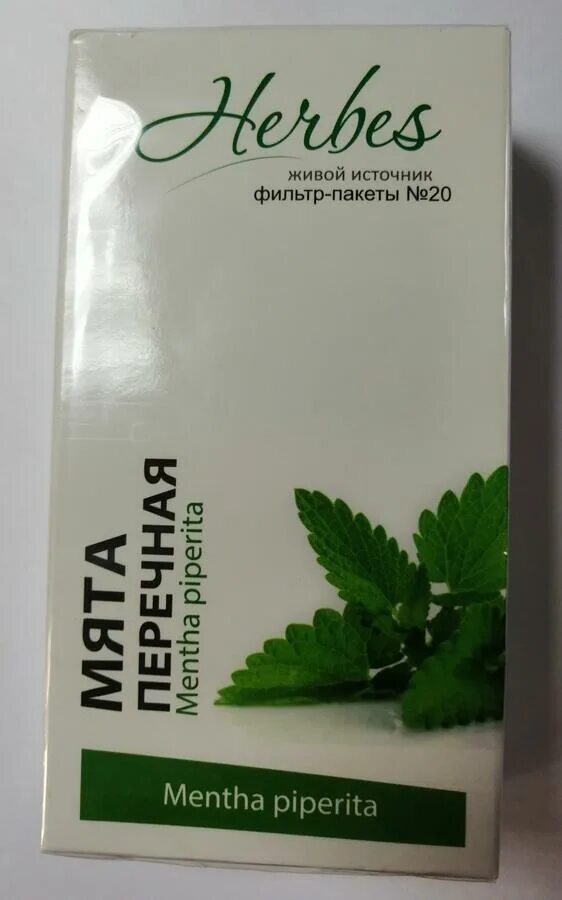 Herbes
живой источник
фильтр-пакеты №20
МЯТА
ПЕРЕЧНАЯ
Mentha piperita
Mentha piperita